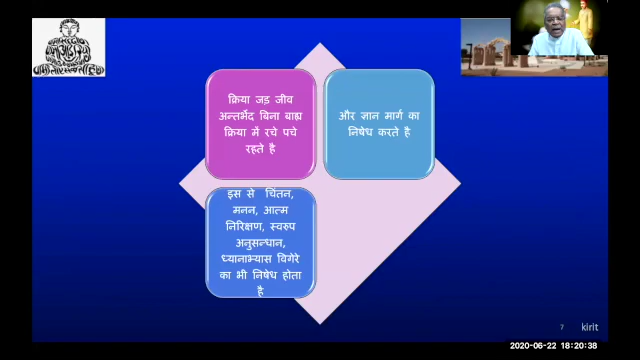 क्रिया जड़ जीव
अन्तर्भेद बिना बाह्य
क्रिया में रचे पचे
रहते है
और ज्ञान मार्ग का
निषेध करते है
इस से चिंतन,
मनन, आत्म
निरिक्षण, स्वरुप
अनुसन्धान,
ध्यानाभ्यास विगेरे
का भी निषेध होता
है
7 kirit
2020-06-22 18:20:38